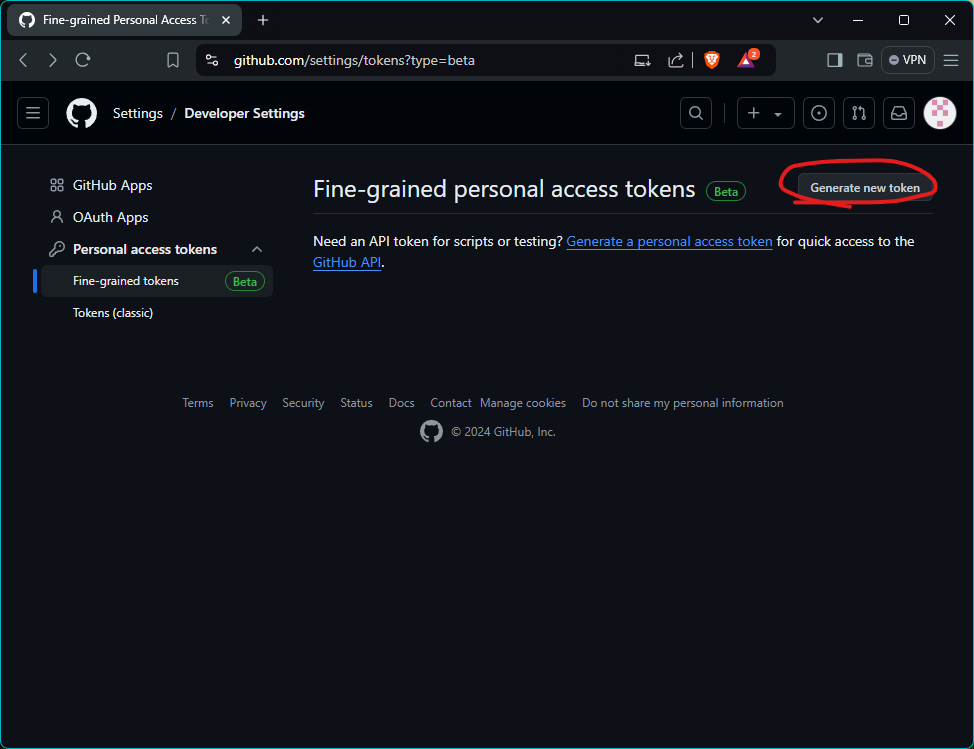 Fine-grained Personal Access To
github.com/settings/tokens?type=beta
2
VPN
Settings / Developer Settings
GitHub Apps
OAuth Apps
Personal access tokens
Fine-grained tokens Beta
Tokens (classic)
Fine-grained personal access tokens Beta
Generate new token
Need an API token for scripts or testing? Generate a personal access token for quick access to the
GitHub API.
Terms Privacy Security Status Docs Contact Manage cookies Do not share my personal information
© 2024 GitHub, Inc.